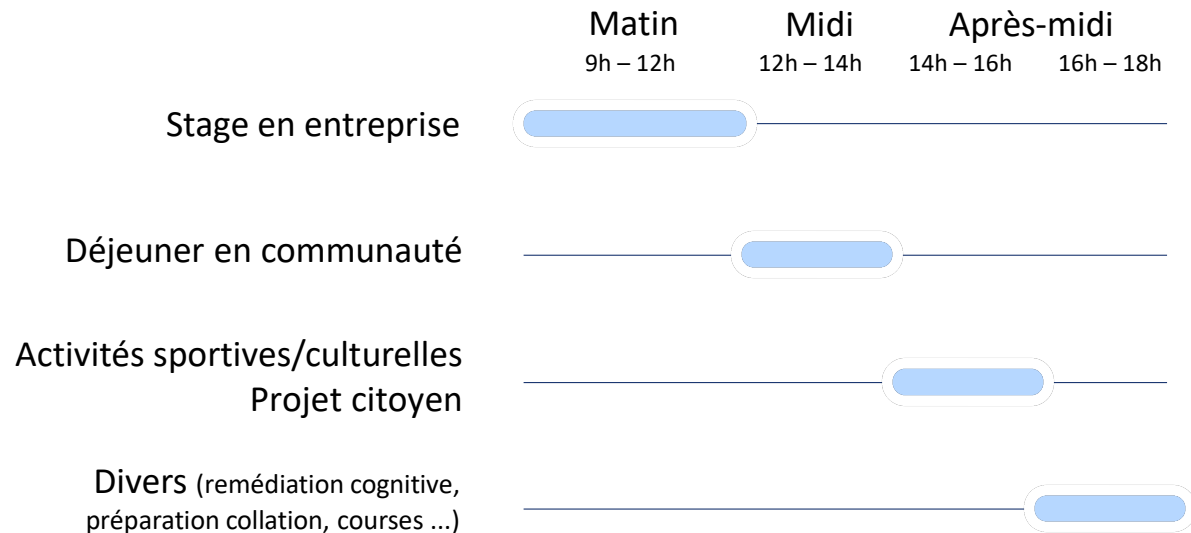 Matin Midi Après-midi
9h – 12h 12h – 14h 14h – 16h 16h – 18h
Stage en entreprise
Déjeuner en communauté
Activités sportives/culturelles
Projet citoyen
Divers (remédiation cognitive,
préparation collation, courses ...)